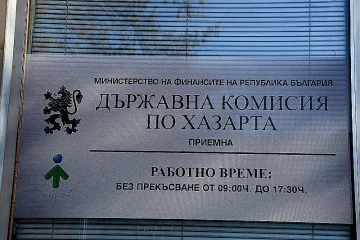 МИНИСТЕРСТВО НА ФИНАНСИТЕ НА РЕПУБЛИКА БЪЛГАРИЯ
ДЪРЖАВНА КОМИСИЯ
ПО ХАЗАРТА
ПРИЕМНА
РАБОТНО ВРЕМЕ:
БЕЗ ПРЕКЪСВАНЕ ОТ 09:00Ч. ДО 17:30Ч.